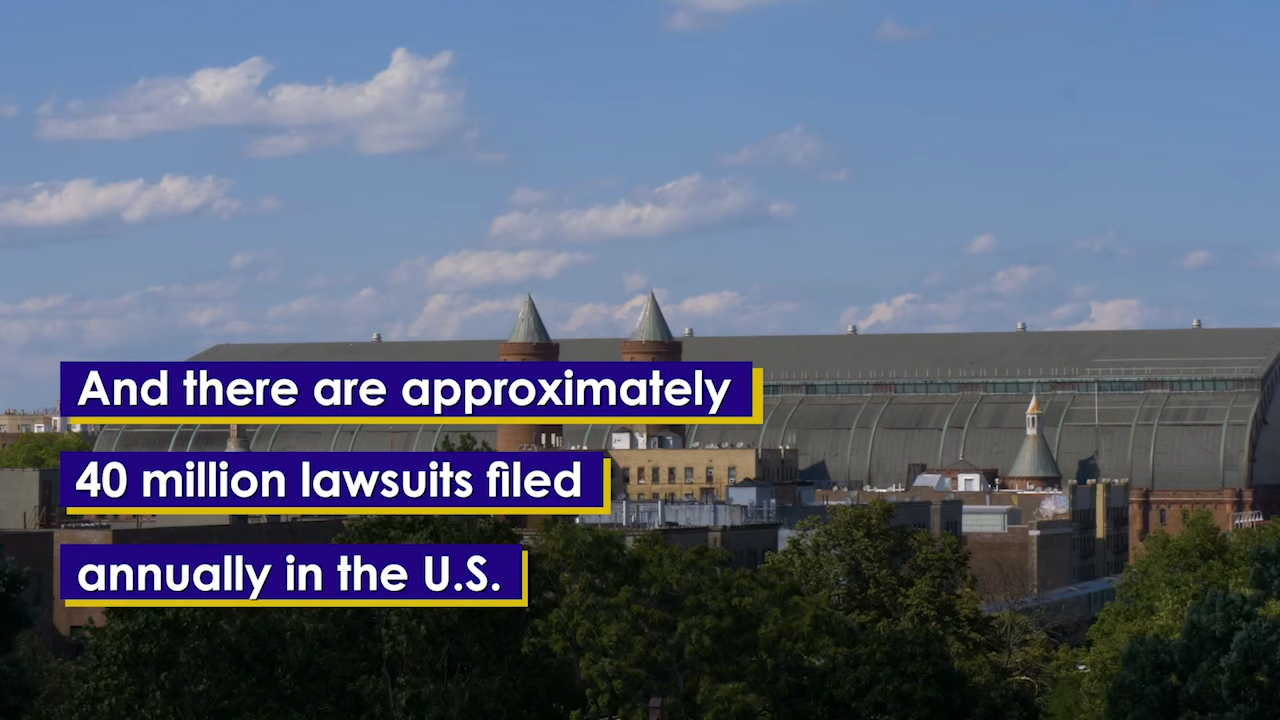 And there are approximately
40 million lawsuits filed
annually in the U.S.